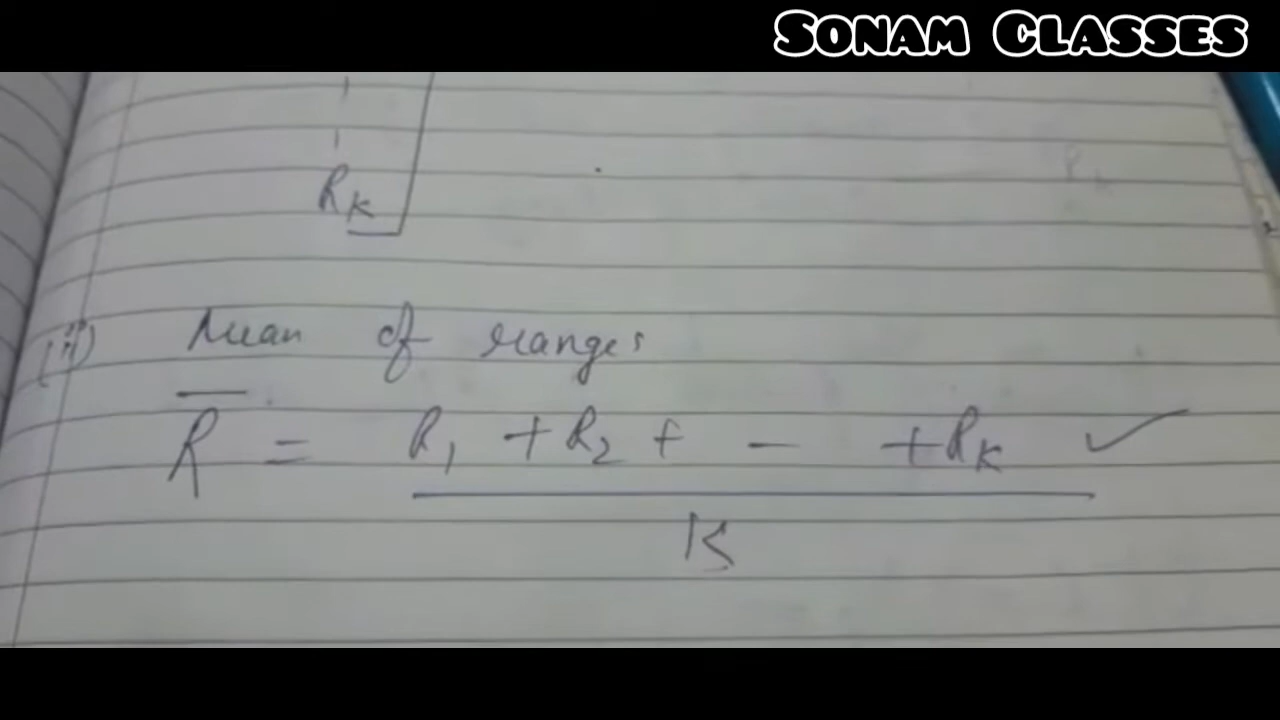 SONAM CLASSES
RK
(ii) Mean of ranges
R̅ = R1 + R2 + - + RK ✓
K